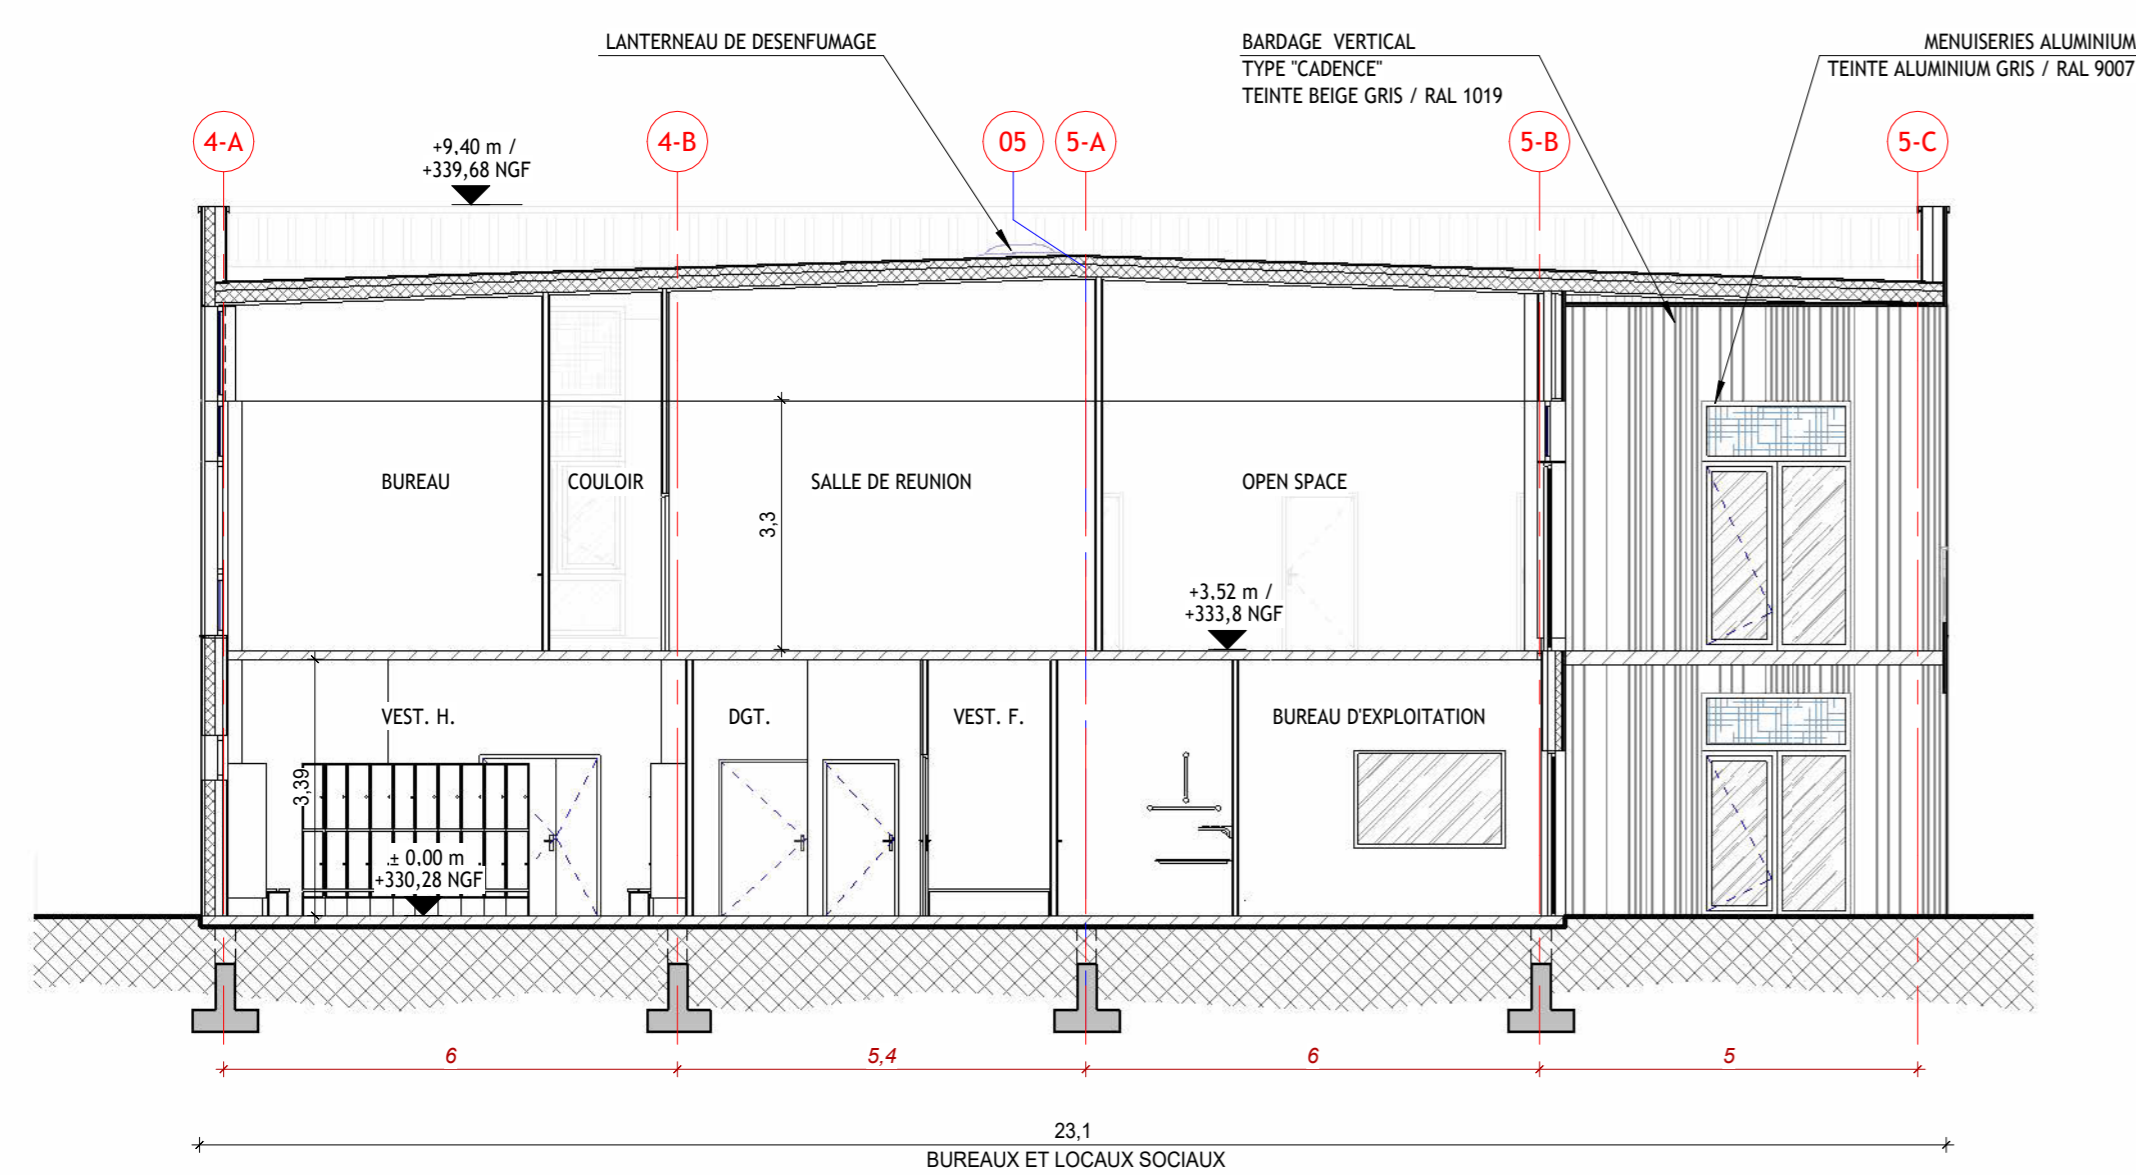 LANTERNEAU DE DESENFUMAGE
BARDAGE VERTICAL
TYPE "CADENCE"
TEINTE BEIGE GRIS / RAL 1019
MENUISERIES ALUMINIUM
TEINTE ALUMINIUM GRIS / RAL 9007
4-A
4-B
05
5-A
5-B
5-C
+9,40 m /
+339,68 NGF
BUREAU
COULOIR
SALLE DE REUNION
OPEN SPACE
3,3
+3,52 m /
+333,8 NGF
VEST. H.
DGT.
VEST. F.
BUREAU D'EXPLOITATION
3,39
± 0,00 m
+330,28 NGF
6
5,4
6
5
23,1
BUREAUX ET LOCAUX SOCIAUX